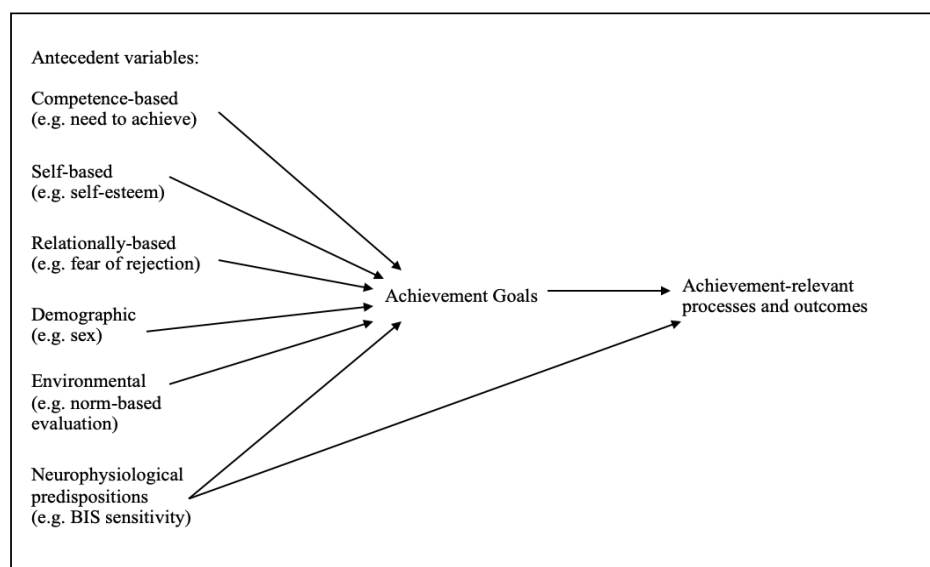 Antecedent variables:
Competence-based
(e.g. need to achieve)
Self-based
(e.g. self-esteem)
Relationally-based
(e.g. fear of rejection)
Demographic
(e.g. sex)
Environmental
(e.g. norm-based
evaluation)
Neurophysiological
predispositions
(e.g. BIS sensitivity)
Achievement Goals
Achievement-relevant
processes and outcomes